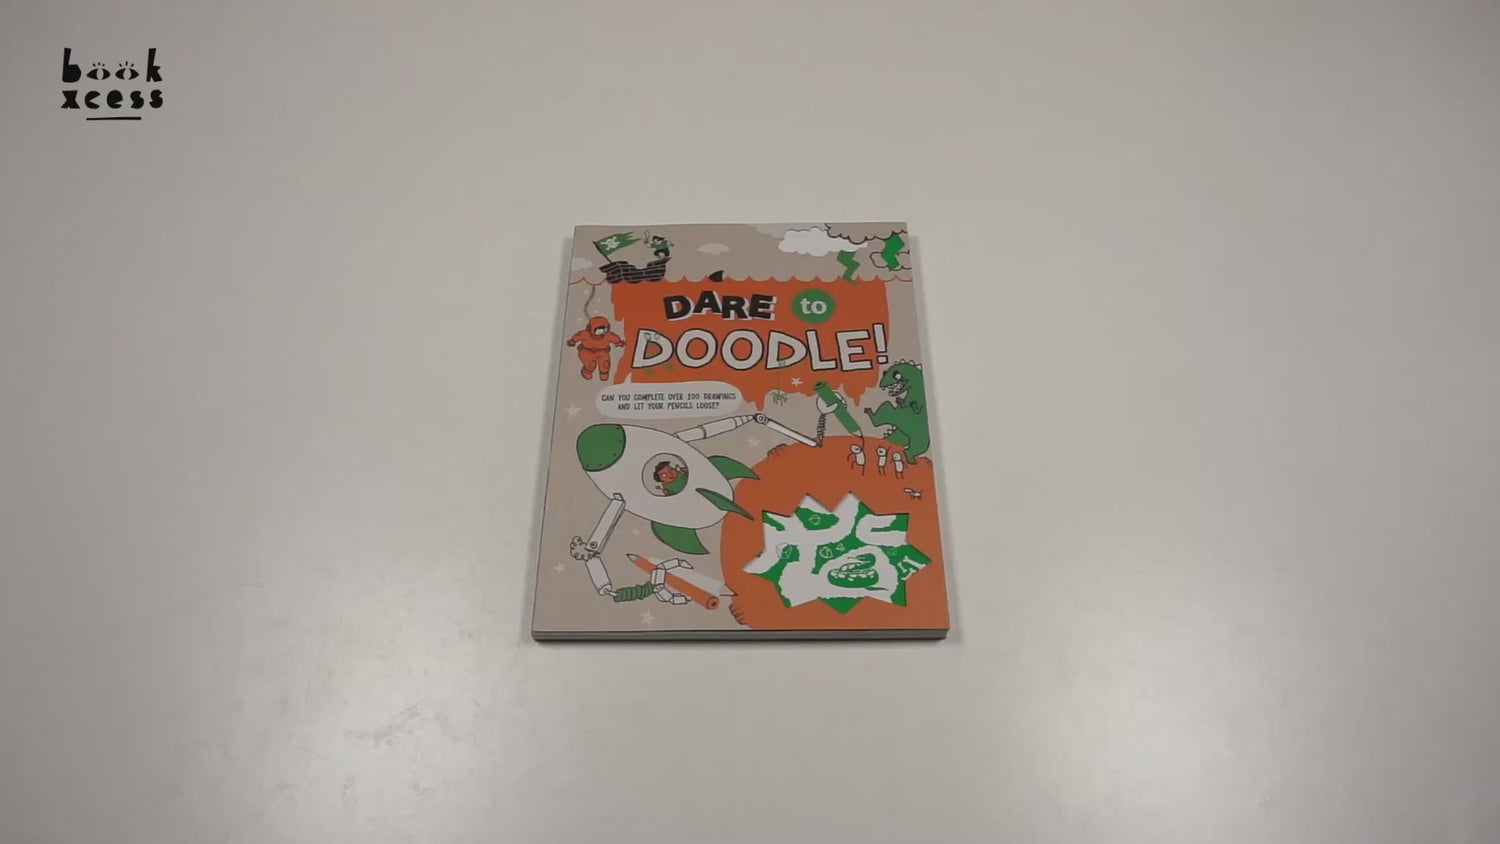 book
xcess
DARE to
DOODLE!
CAN YOU COMPLETE OVER 100 DRAWINGS
AND LET YOUR PENCILS LOOSE?